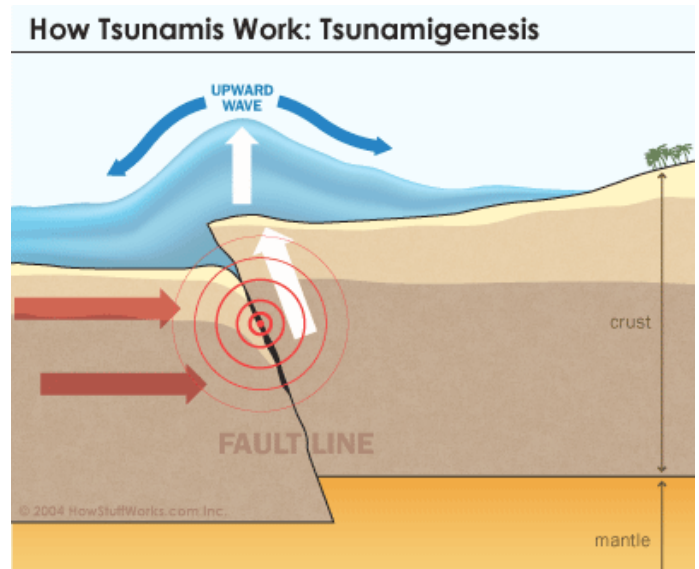 How Tsunamis Work: Tsunamigenesis
UPWARD
WAVE
crust
FAULT LINE
© 2004 HowStuffWorks.com Inc.
mantle